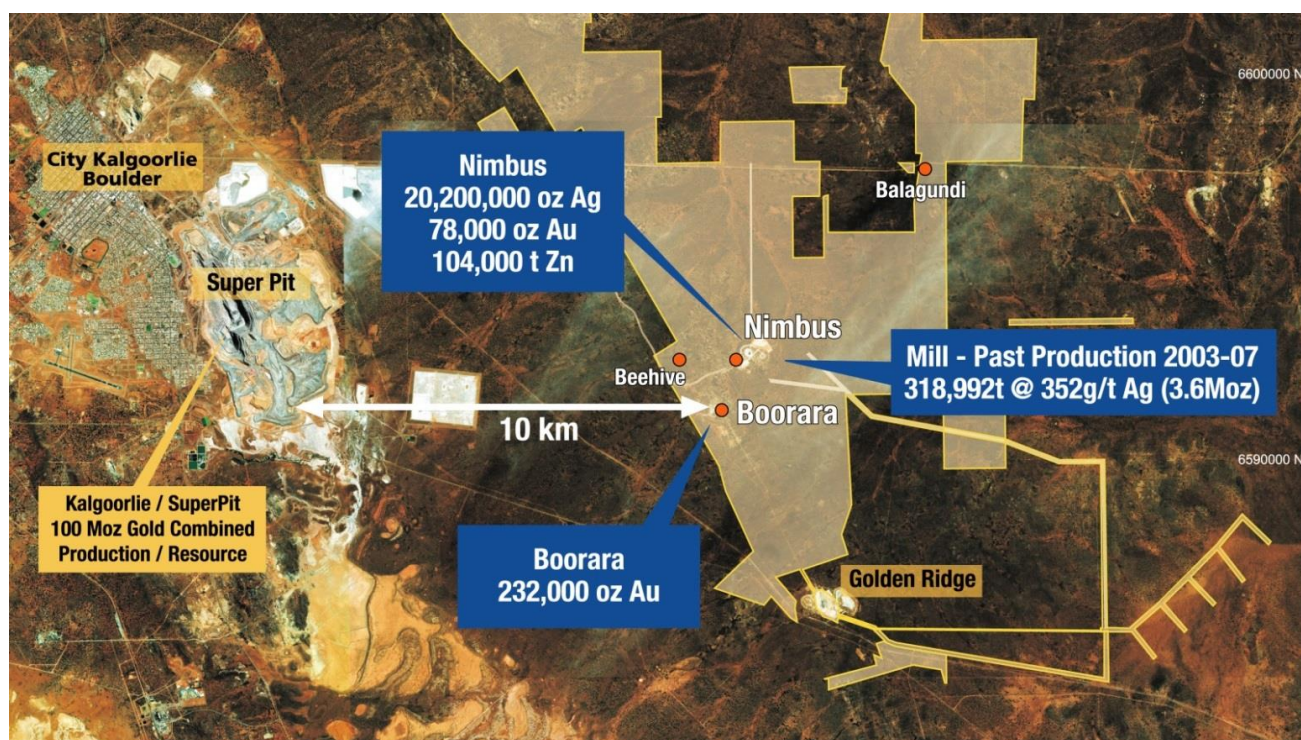 6600000 N
City Kalgoorlie
Boulder
Nimbus
20,200,000 oz Ag
78,000 oz Au
104,000 t Zn
Balagundi
Super Pit
Nimbus
Beehive
Mill - Past Production 2003-07
318,992t @ 352g/t Ag (3.6Moz)
Boorara
10 km
6590000 N
Kalgoorlie / SuperPit
100 Moz Gold Combined
Production / Resource
Boorara
232,000 oz Au
Golden Ridge